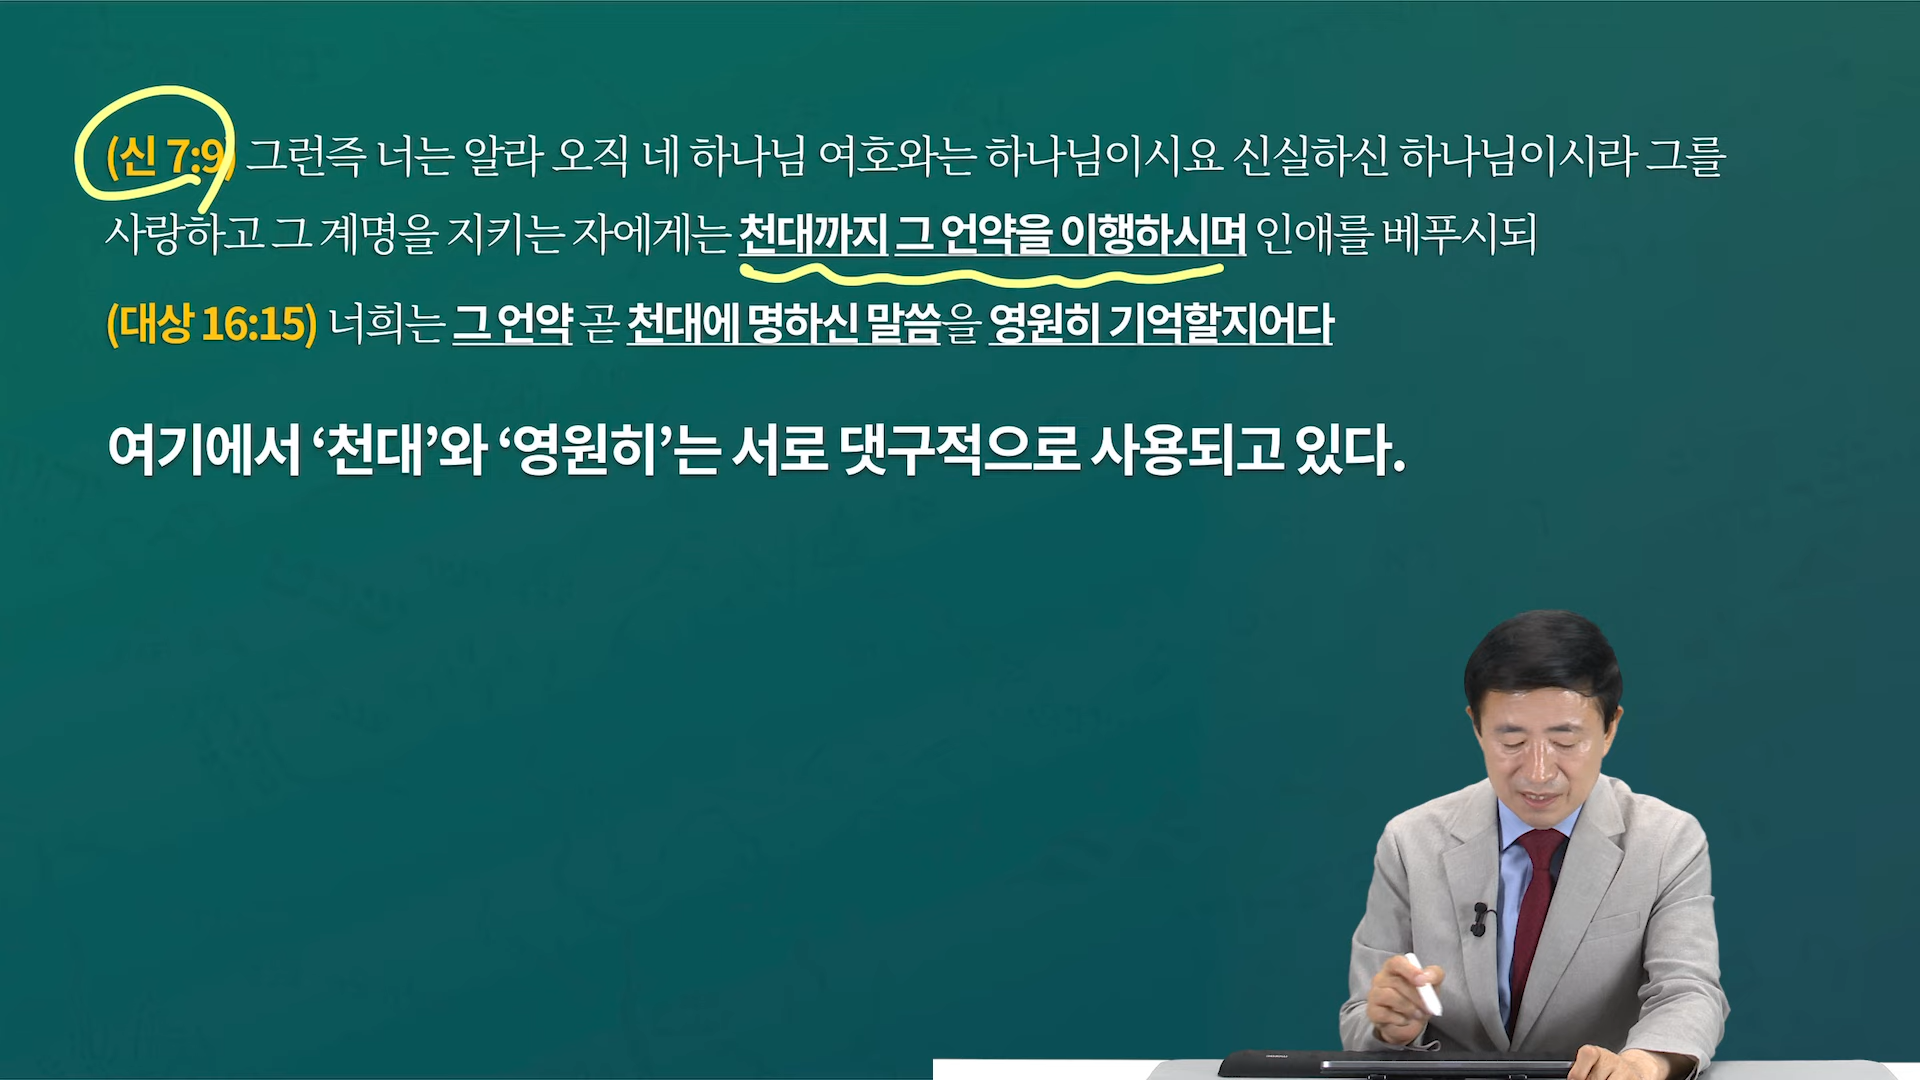 (신 7:9) 그런즉 너는 알라 오직 네 하나님 여호와는 하나님이시요 신실하신 하나님이시라 그를
사랑하고 그 계명을 지키는 자에게는 천대까지 그 언약을 이행하시며 인애를 베푸시되
(대상 16:15) 너희는 그 언약 곧 천대에 명하신 말씀을 영원히 기억할지어다
여기에서 ‘천대’와 ‘영원히’는 서로 댓구적으로 사용되고 있다.